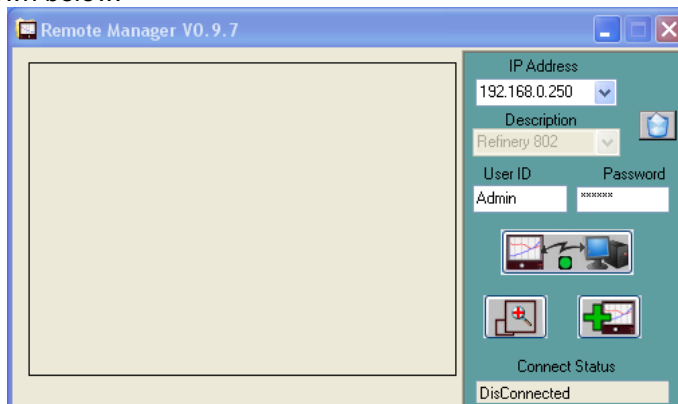 Remote Manager V0.9.7
IP Address
192.168.0.250
Description
Refinery 802
User ID Password
Admin ××××××
Connect Status
DisConnected